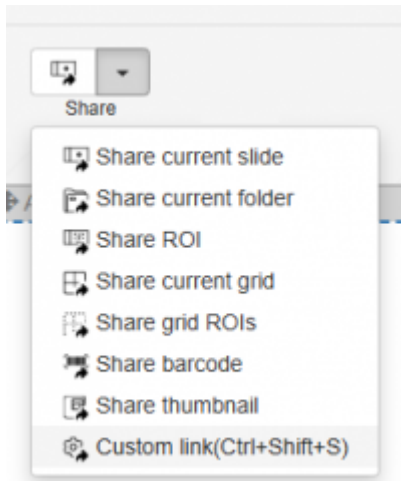 Share
Share current slide
Share current folder
Share ROI
Share current grid
Share grid ROIs
Share barcode
Share thumbnail
Custom link(Ctrl+Shift+S)